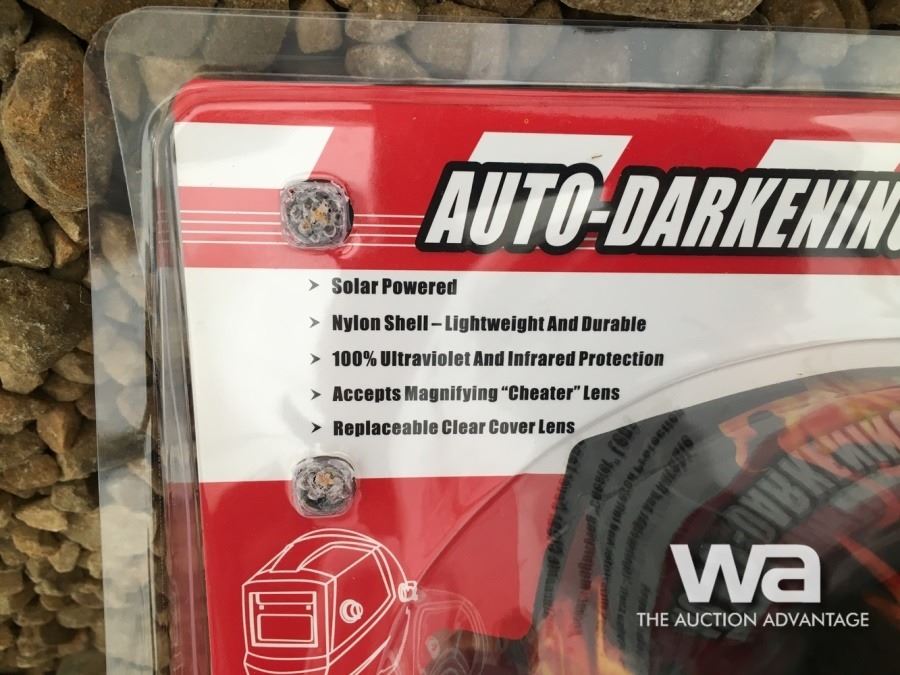 AUTO-DARKENING
➤ Solar Powered
➤ Nylon Shell – Lightweight And Durable
➤ 100% Ultraviolet And Infrared Protection
➤ Accepts Magnifying “Cheater” Lens
➤ Replaceable Clear Cover Lens
wa
THE AUCTION ADVANTAGE